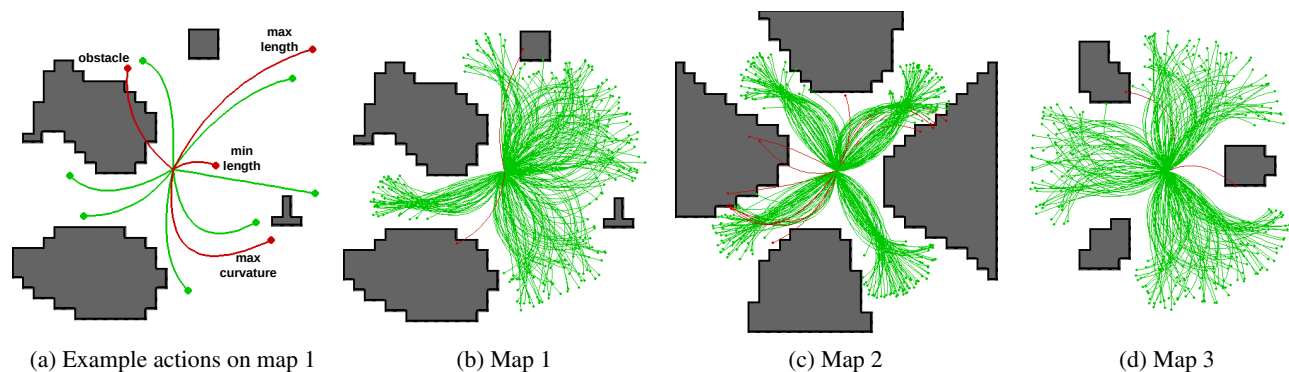 max
length
obstacle
min
length
max
curvature
(a) Example actions on map 1
(b) Map 1
(c) Map 2
(d) Map 3